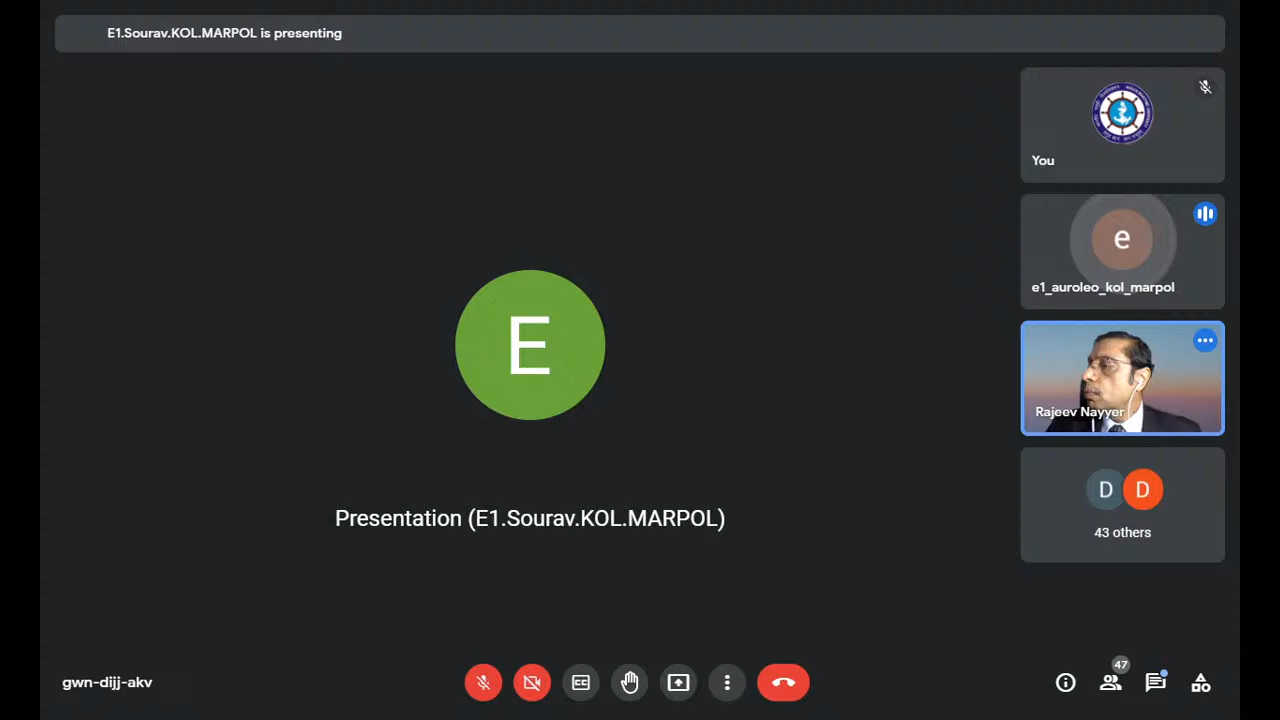 E1.Sourav.KOL.MARPOL is presenting
You
e
e1_auroleo_kol_marpol
Rajeev Nayyer
E
Presentation (E1.Sourav.KOL.MARPOL)
D D
43 others
gwn-dijj-akv
CC
47